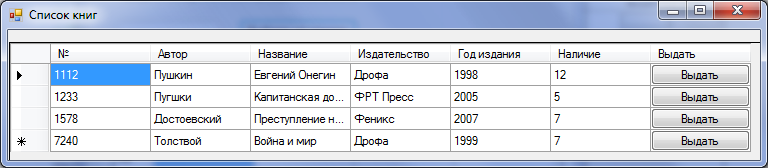 Список книг
№ Автор Название Издательство Год издания Наличие Выдать
1112 Пушкин Евгений Онегин Дрофа 1998 12 Выдать
1233 Пугшки Капитанская до... ФРТ Пресс 2005 5 Выдать
1578 Достоевский Преступление н... Феникс 2007 7 Выдать
7240 Толствой Война и мир Дрофа 1999 7 Выдать